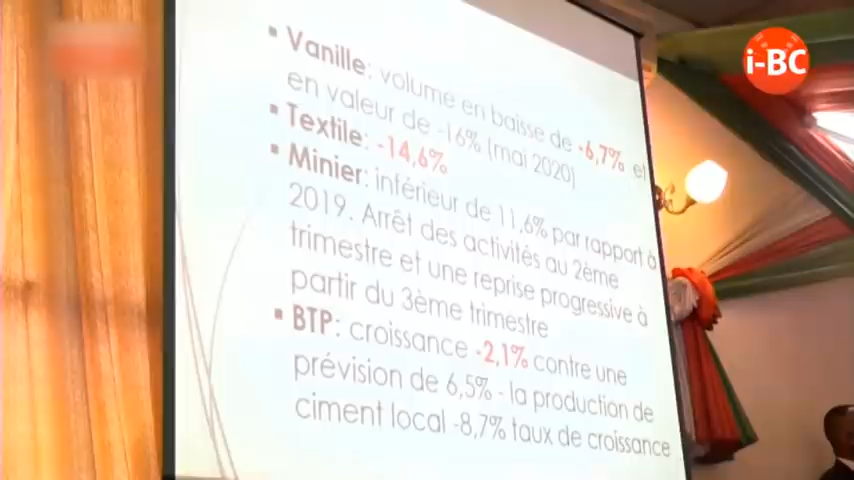 i-BC
▪ Vanille: volume en baisse de -6,7% et
en valeur de -16% (mai 2020)
▪ Textile: -14,6%
▪ Minier: inférieur de 11,6% par rapport à
2019. Arrêt des activités au 2ème
trimestre et une reprise progressive à
partir du 3ème trimestre
▪ BTP: croissance -2,1% contre une
prévision de 6,5% - la production de
ciment local -8,7% taux de croissance